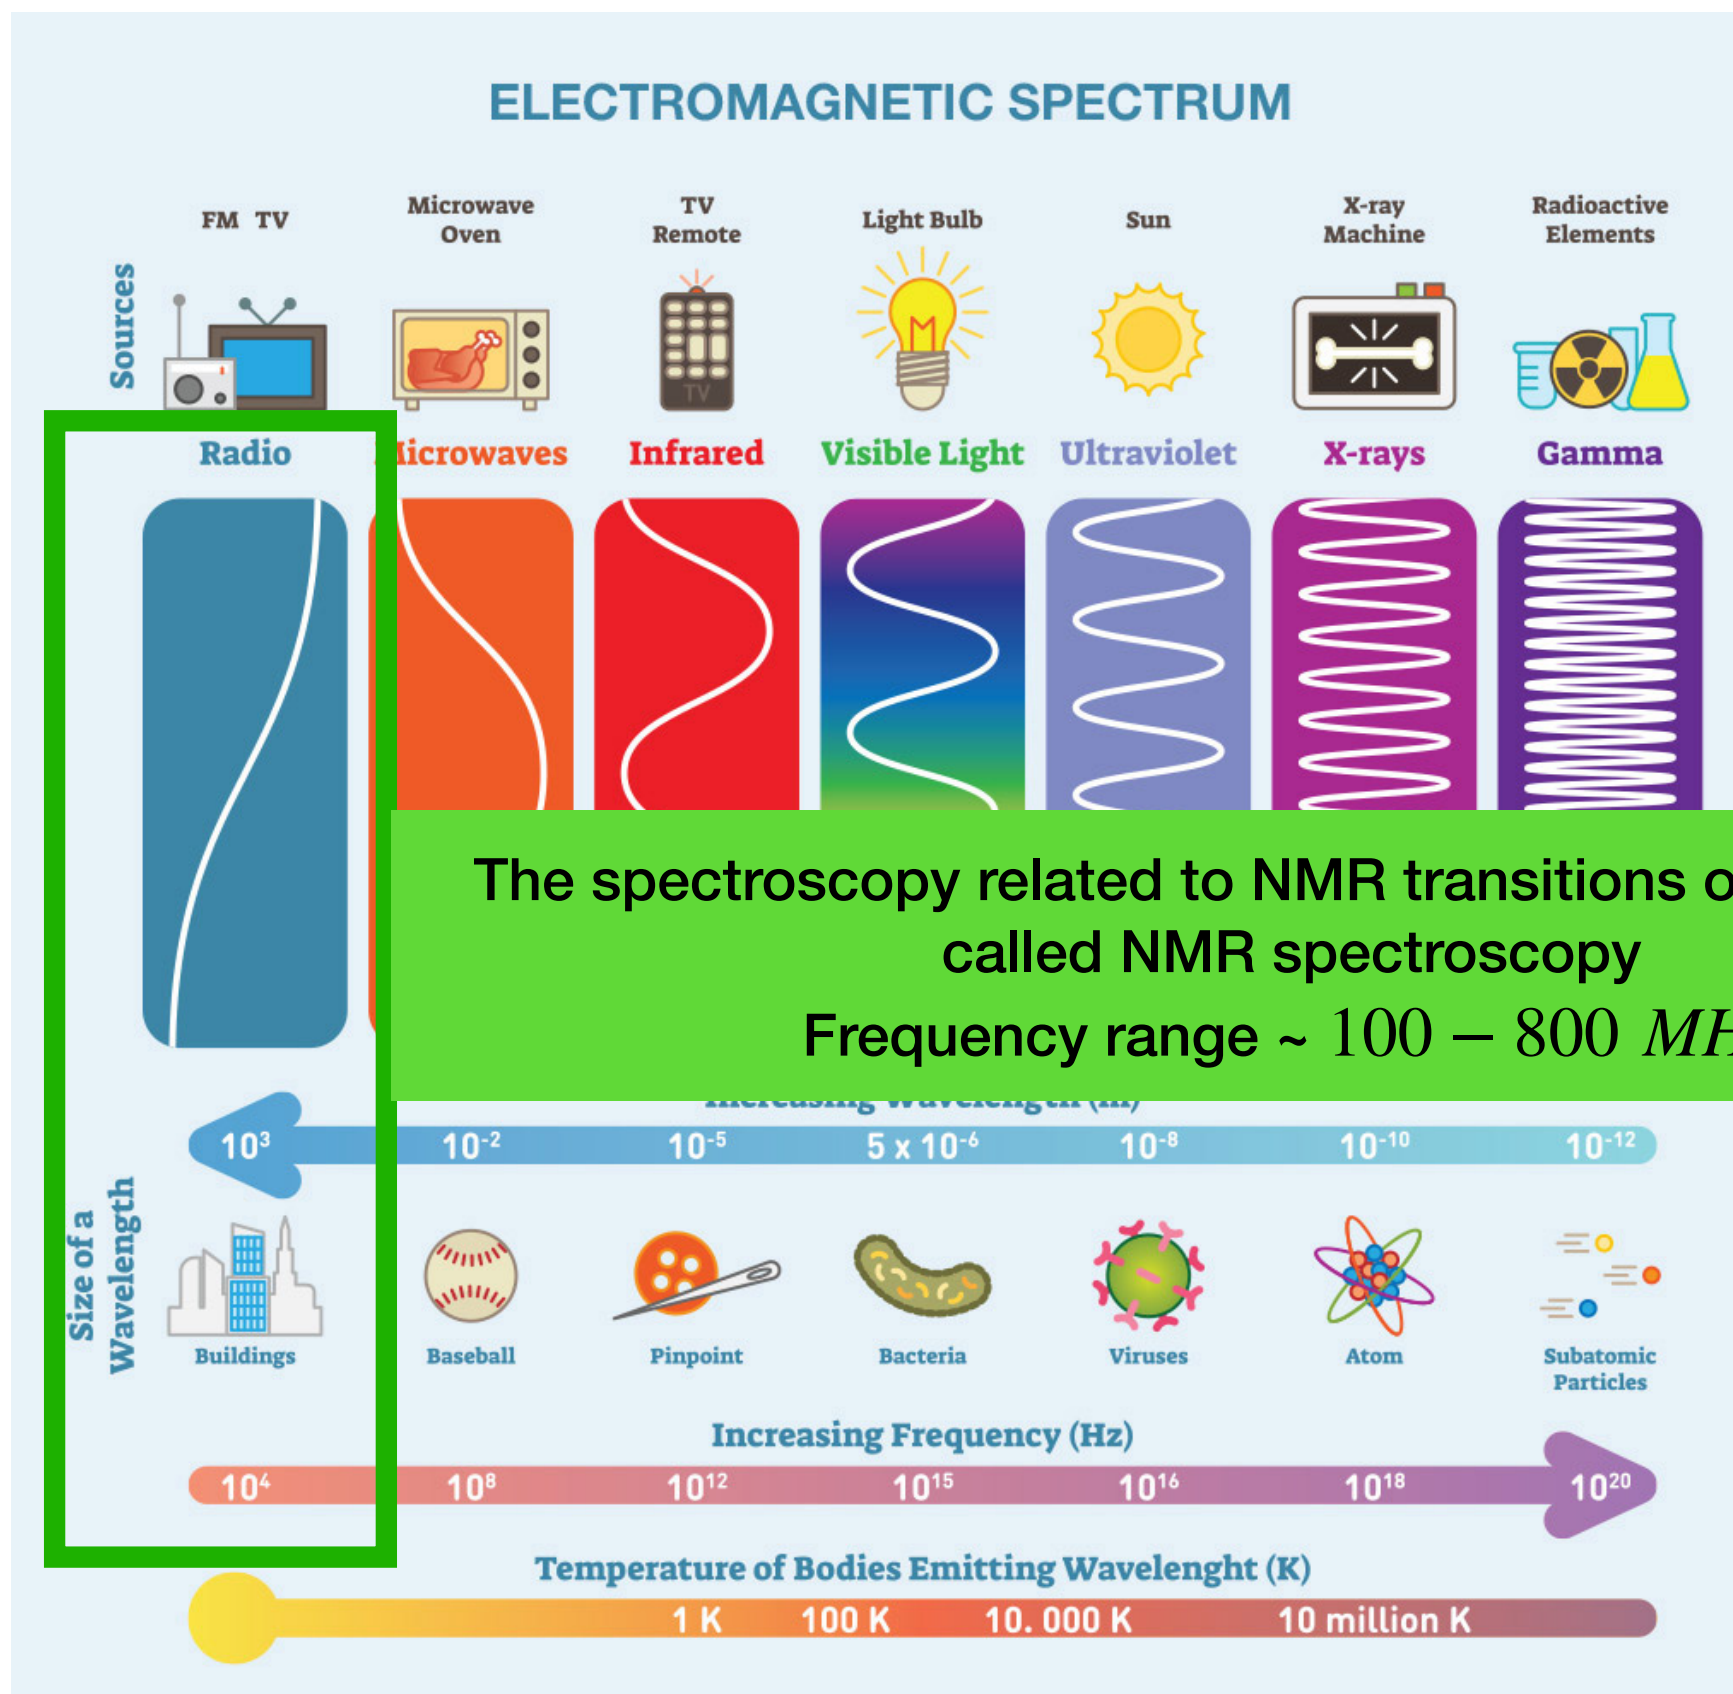 ELECTROMAGNETIC SPECTRUM
Sources
FM TV
Microwave
Oven
TV
Remote
Light Bulb
Sun
X-ray
Machine
Radioactive
Elements
TV
Radio
Microwaves
Infrared
Visible Light
Ultraviolet
X-rays
Gamma
The spectroscopy related to NMR transitions
called NMR spectroscopy
Frequency range ~ 100 – 800 MH
Increasing Wavelength (m)
10³
10⁻²
10⁻⁵
5 x 10⁻⁶
10⁻⁸
10⁻¹⁰
10⁻¹²
Size of a
Wavelength
Buildings
Baseball
Pinpoint
Bacteria
Viruses
Atom
Subatomic
Particles
Increasing Frequency (Hz)
10⁴
10⁸
10¹²
10¹⁵
10¹⁶
10¹⁸
10²⁰
Temperature of Bodies Emitting Wavelenght (K)
1 K
100 K
10. 000 K
10 million K